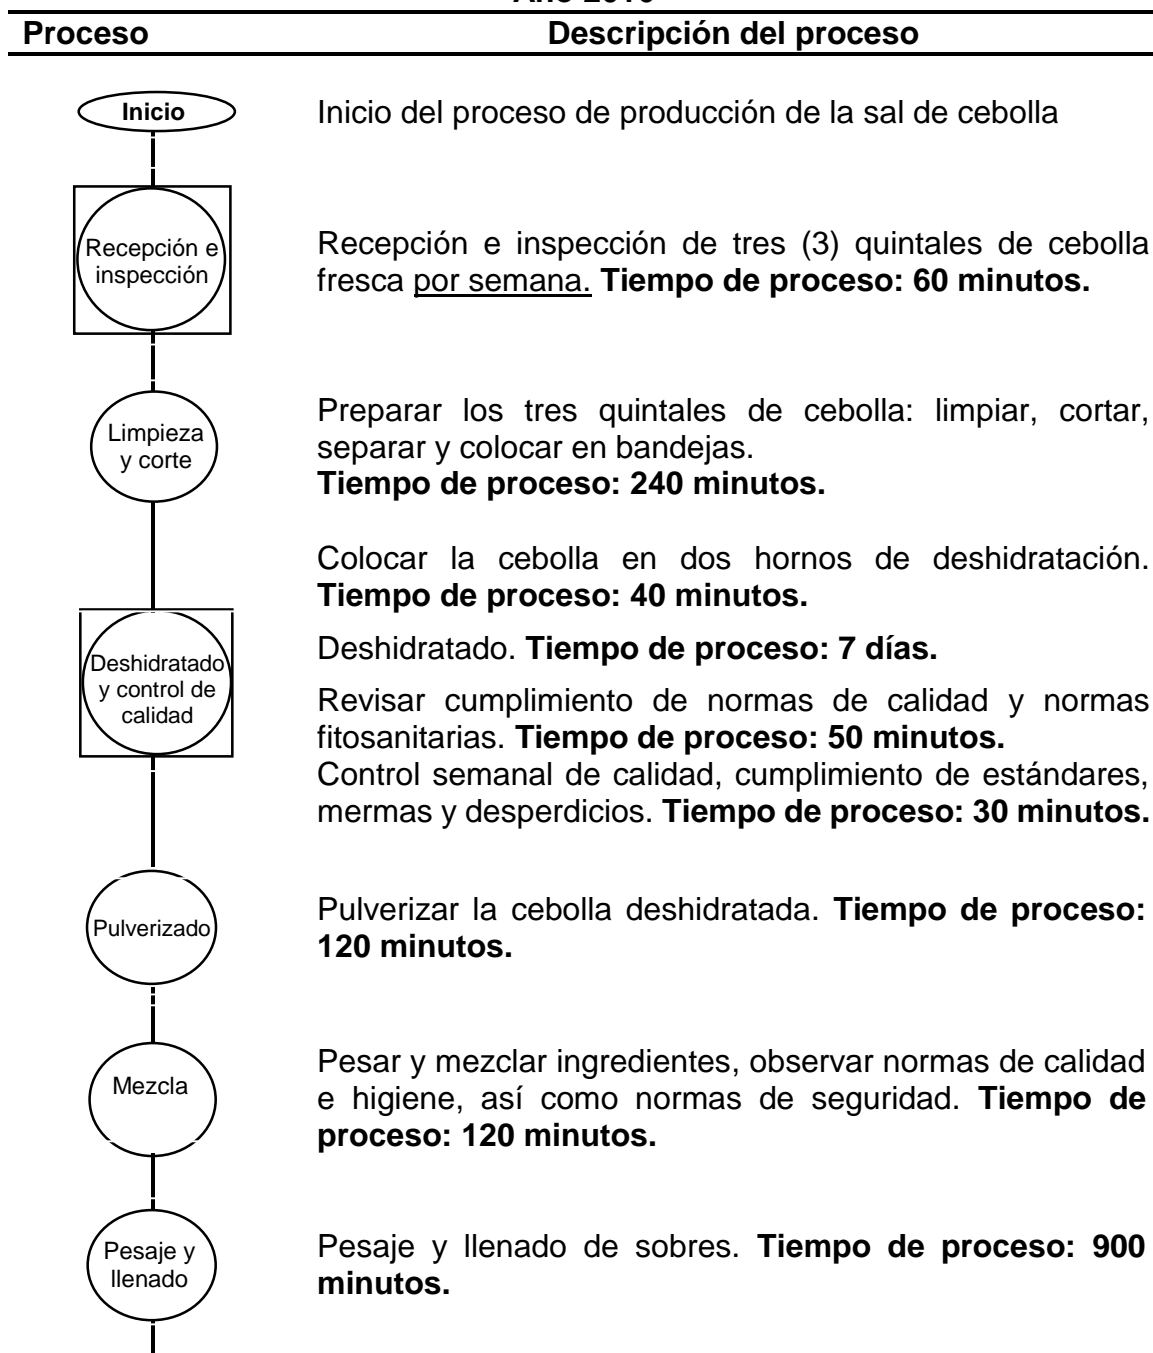 Proceso Descripción del proceso
Inicio
Inicio del proceso de producción de la sal de cebolla
Recepción e
inspección
Recepción e inspección de tres (3) quintales de cebolla
fresca por semana. Tiempo de proceso: 60 minutos.
Limpieza
y corte
Preparar los tres quintales de cebolla: limpiar, cortar,
separar y colocar en bandejas.
Tiempo de proceso: 240 minutos.
Colocar la cebolla en dos hornos de deshidratación.
Tiempo de proceso: 40 minutos.
Deshidratado
y control de
calidad
Deshidratado. Tiempo de proceso: 7 días.
Revisar cumplimiento de normas de calidad y normas
fitosanitarias. Tiempo de proceso: 50 minutos.
Control semanal de calidad, cumplimiento de estándares,
mermas y desperdicios. Tiempo de proceso: 30 minutos.
Pulverizado
Pulverizar la cebolla deshidratada. Tiempo de proceso:
120 minutos.
Mezcla
Pesar y mezclar ingredientes, observar normas de calidad
e higiene, así como normas de seguridad. Tiempo de
proceso: 120 minutos.
Pesaje y
llenado
Pesaje y llenado de sobres. Tiempo de proceso: 900
minutos.